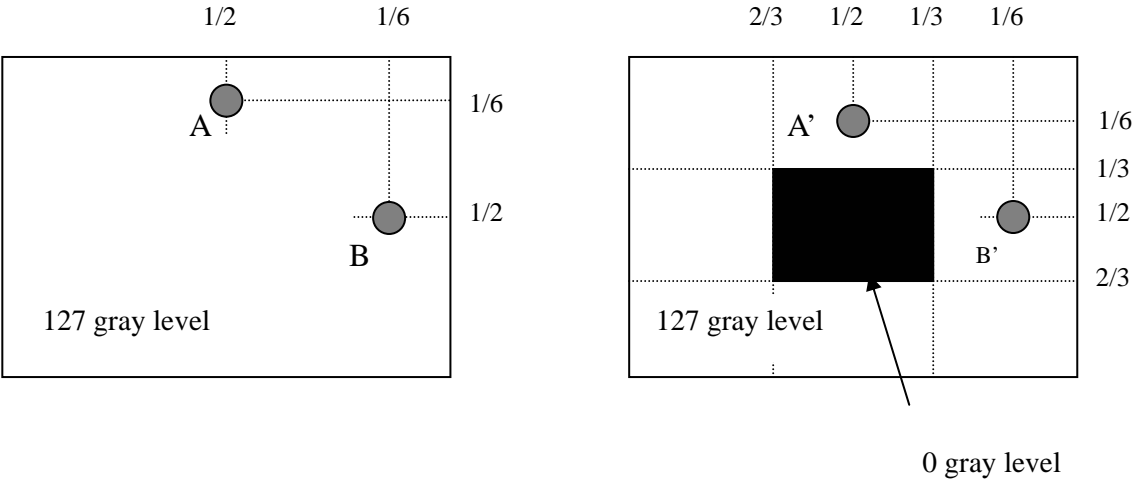 1/2 1/6
A
B
1/6
1/2
127 gray level
2/3 1/2 1/3 1/6
A’
B’
1/6
1/3
1/2
2/3
127 gray level
0 gray level